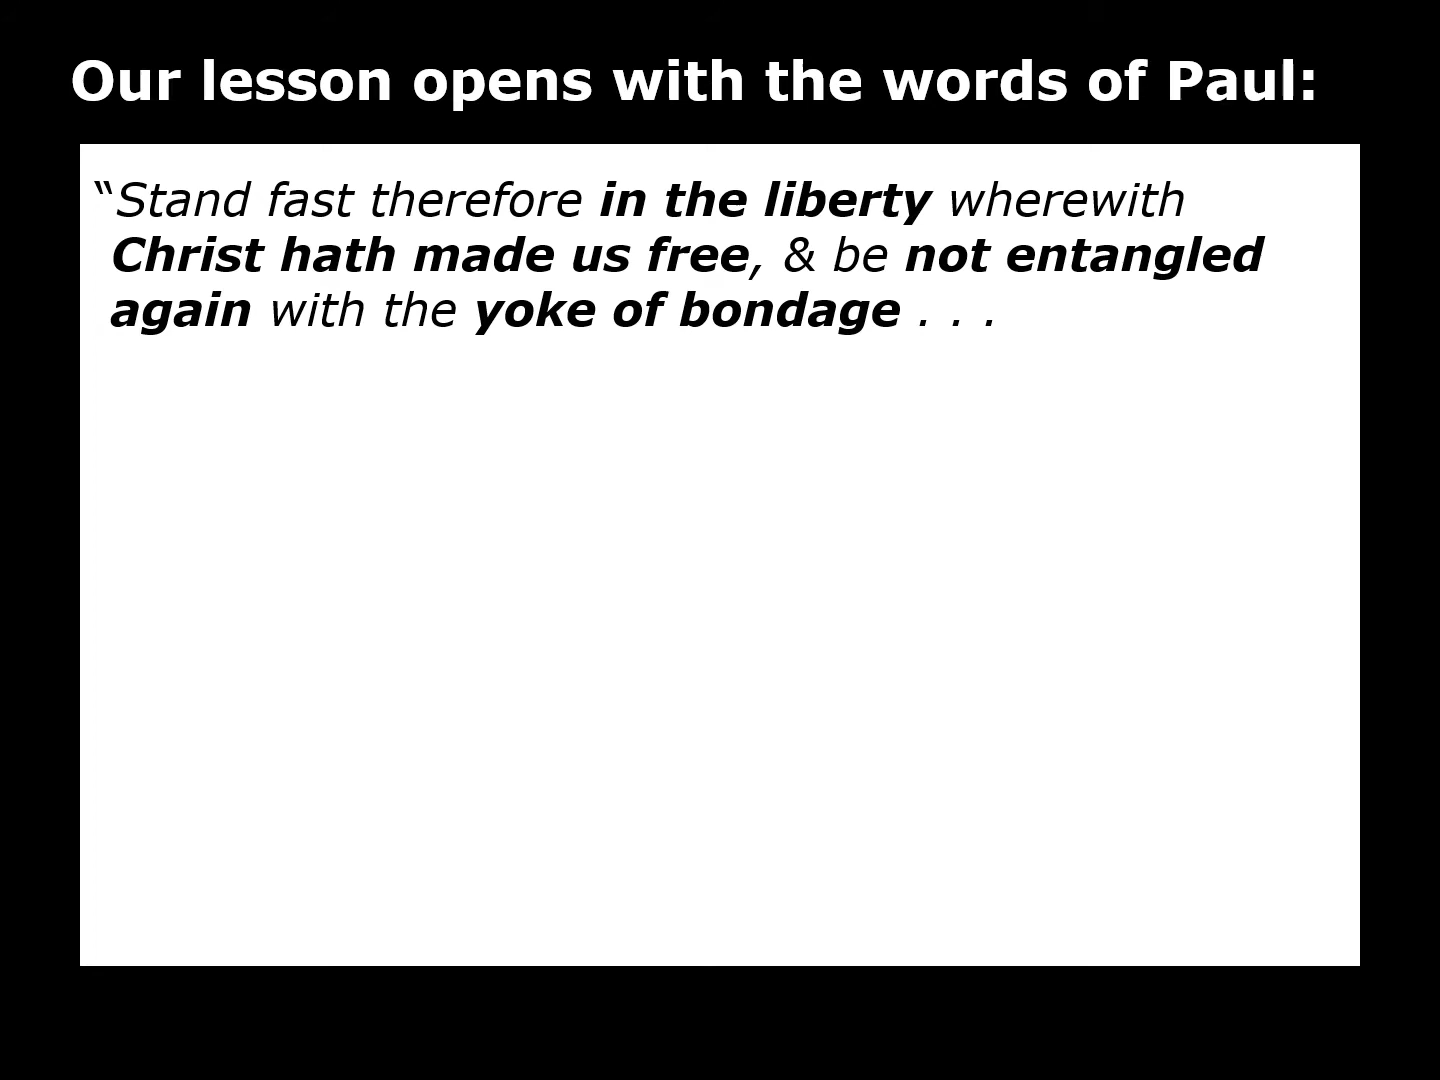 Our lesson opens with the words of Paul:
“Stand fast therefore in the liberty wherewith
Christ hath made us free, & be not entangled
again with the yoke of bondage . . .